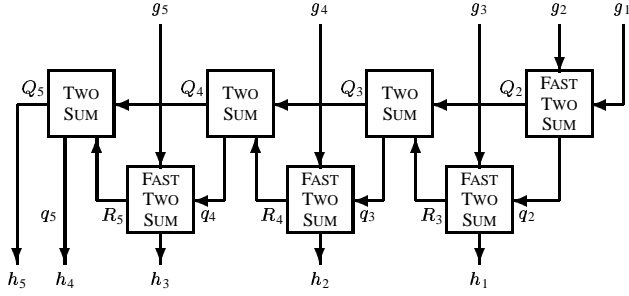 g5 g4 g3 g2 g1
Q5 TWO SUM Q4 TWO SUM Q3 TWO SUM Q2 FAST TWO SUM
q5 R5 FAST TWO SUM q4 R4 FAST TWO SUM q3 R3 FAST TWO SUM q2
h5 h4 h3 h2 h1